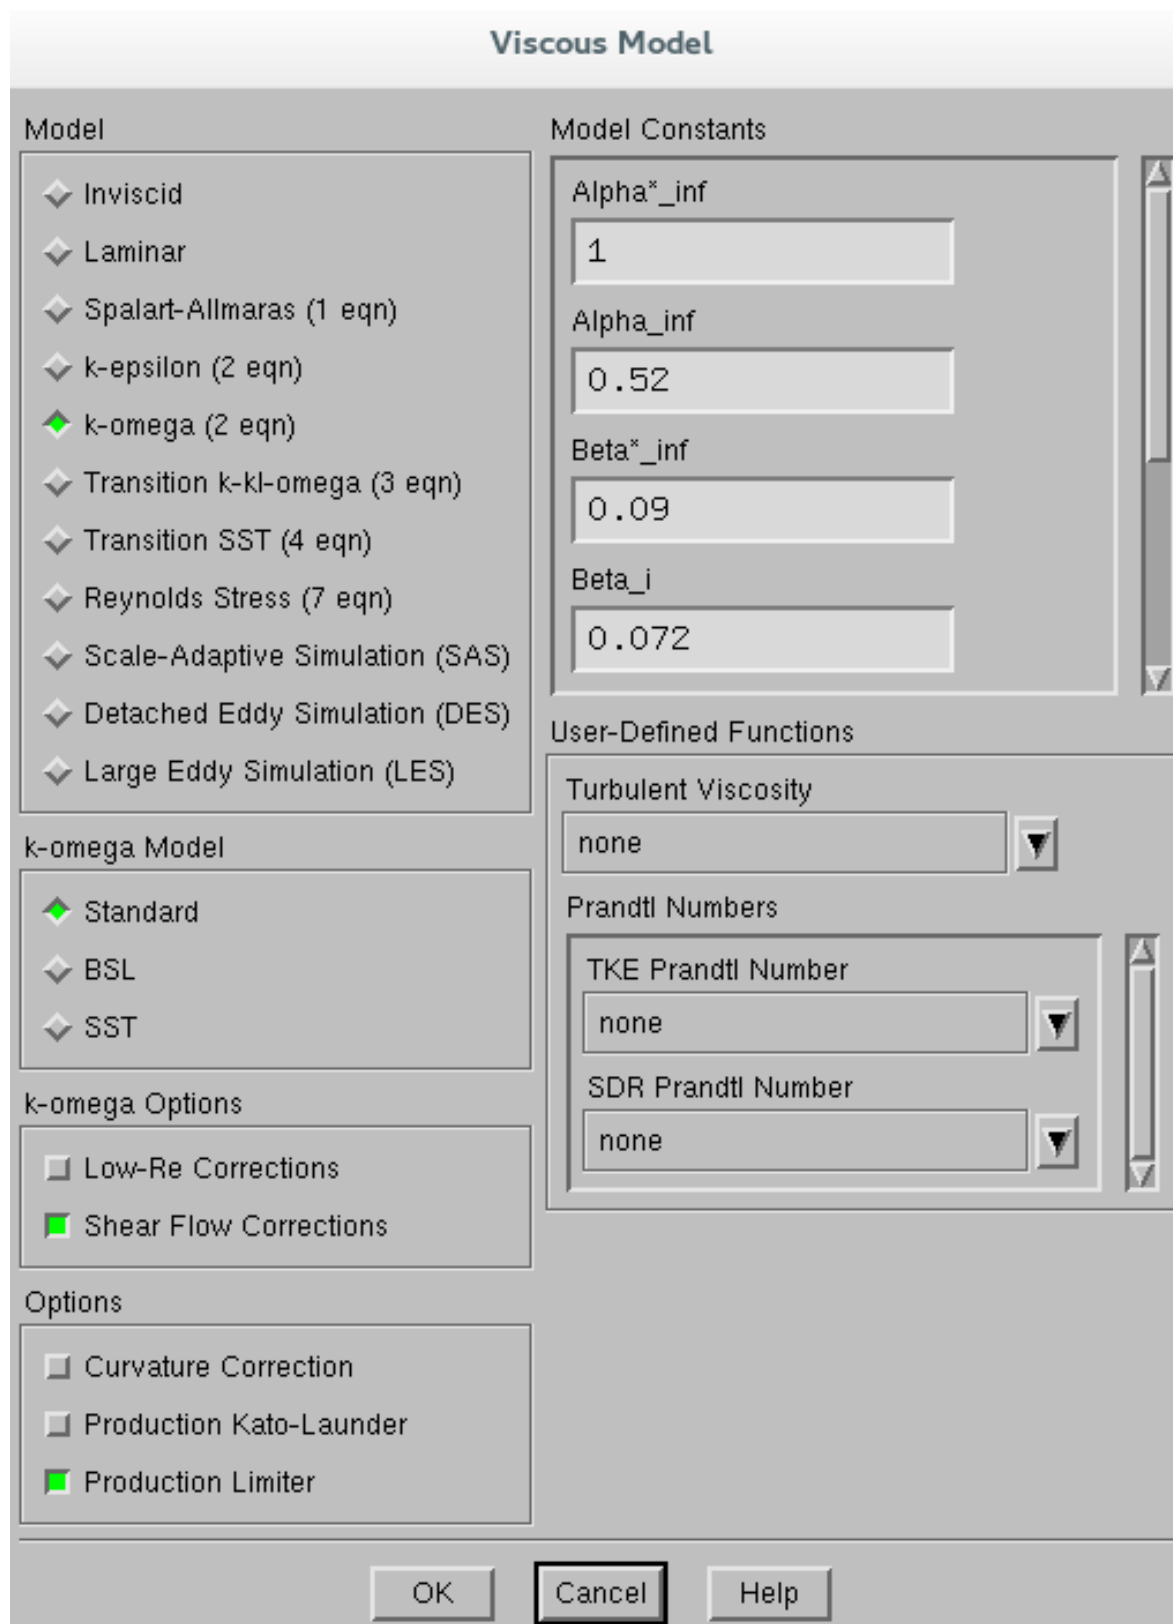 Viscous Model
Model
Inviscid
Laminar
Spalart-Allmaras (1 eqn)
k-epsilon (2 eqn)
k-omega (2 eqn)
Transition k-kl-omega (3 eqn)
Transition SST (4 eqn)
Reynolds Stress (7 eqn)
Scale-Adaptive Simulation (SAS)
Detached Eddy Simulation (DES)
Large Eddy Simulation (LES)
k-omega Model
Standard
BSL
SST
k-omega Options
Low-Re Corrections
Shear Flow Corrections
Options
Curvature Correction
Production Kato-Launder
Production Limiter
Model Constants
Alpha*_inf
1
Alpha_inf
0.52
Beta*_inf
0.09
Beta_i
0.072
User-Defined Functions
Turbulent Viscosity
none
Prandtl Numbers
TKE Prandtl Number
none
SDR Prandtl Number
none
OK Cancel Help